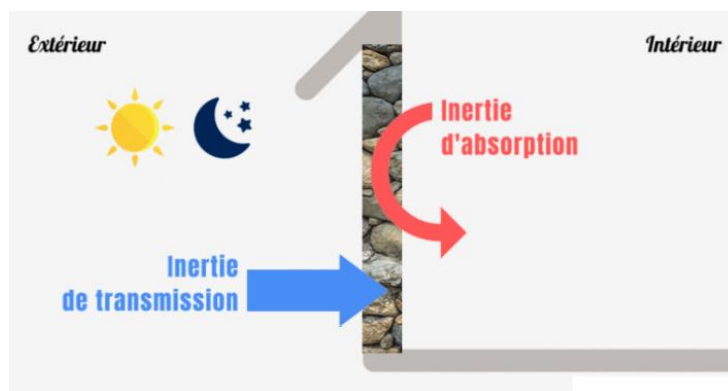 Extérieur
Intérieur
Inertie
d'absorption
Inertie
de transmission